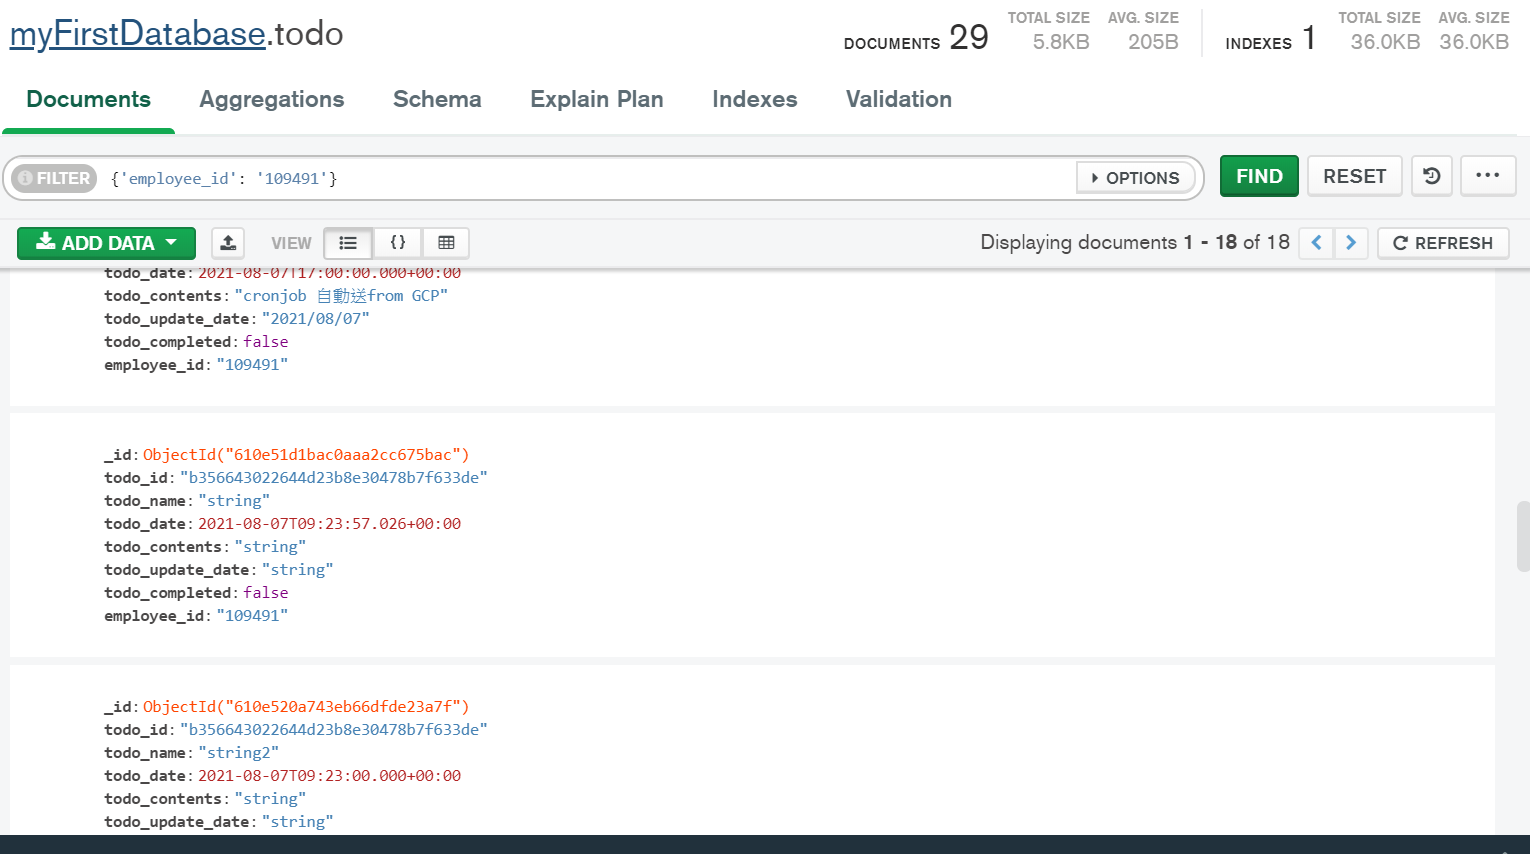 myFirstDatabase.todo
DOCUMENTS 29 TOTAL SIZE 5.8KB AVG. SIZE 205B INDEXES 1 TOTAL SIZE 36.0KB AVG. SIZE 36.0KB
Documents Aggregations Schema Explain Plan Indexes Validation
FILTER {'employee_id': '109491'} OPTIONS FIND RESET
ADD DATA VIEW {} Displaying documents 1 - 18 of 18 REFRESH
todo_date: 2021-08-07T17:00:00.000+00:00
todo_contents: "cronjob 自動送from GCP"
todo_update_date: "2021/08/07"
todo_completed: false
employee_id: "109491"
_id: ObjectId("610e51d1bac0aaa2cc675bac")
todo_id: "b356643022644d23b8e30478b7f633de"
todo_name: "string"
todo_date: 2021-08-07T09:23:57.026+00:00
todo_contents: "string"
todo_update_date: "string"
todo_completed: false
employee_id: "109491"
_id: ObjectId("610e520a743eb66dfde23a7f")
todo_id: "b356643022644d23b8e30478b7f633de"
todo_name: "string2"
todo_date: 2021-08-07T09:23:00.000+00:00
todo_contents: "string"
todo_update_date: "string"